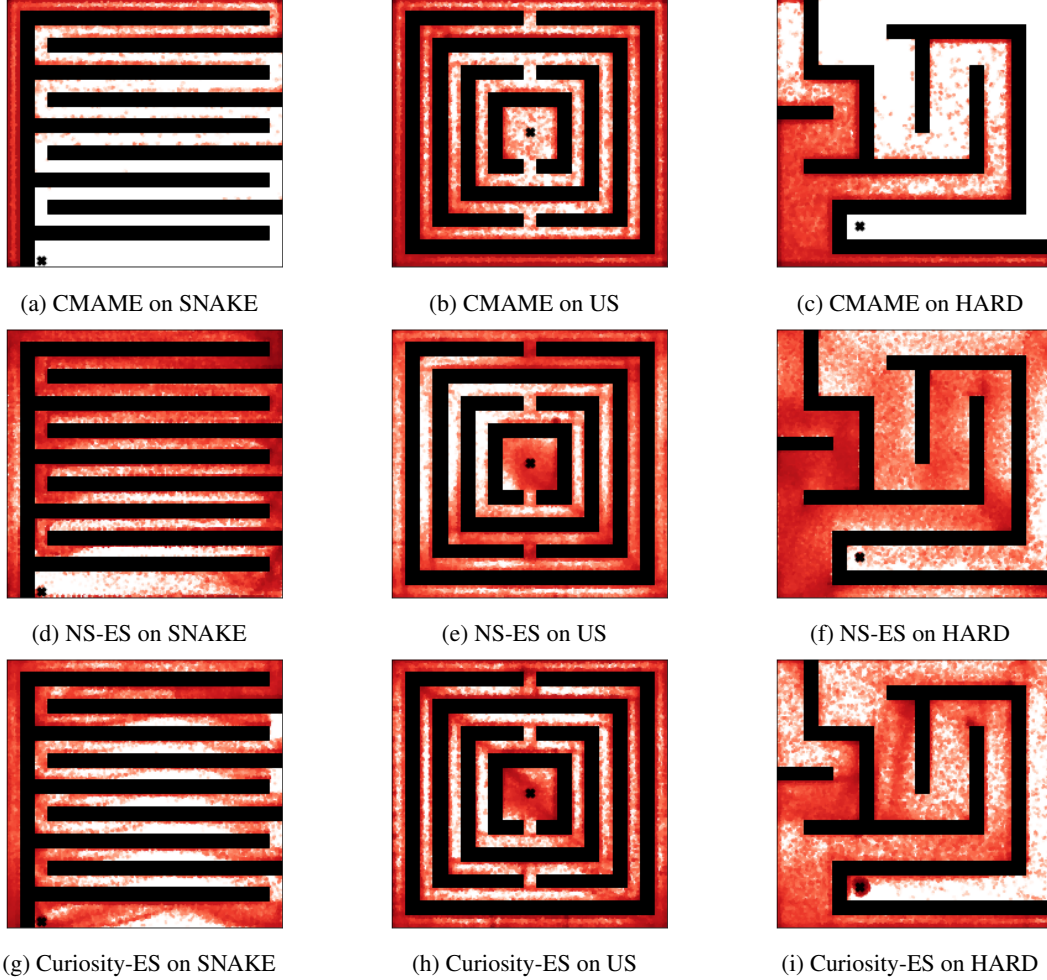 (a) CMAME on SNAKE
(b) CMAME on US
(c) CMAME on HARD
(d) NS-ES on SNAKE
(e) NS-ES on US
(f) NS-ES on HARD
(g) Curiosity-ES on SNAKE
(h) Curiosity-ES on US
(i) Curiosity-ES on HARD